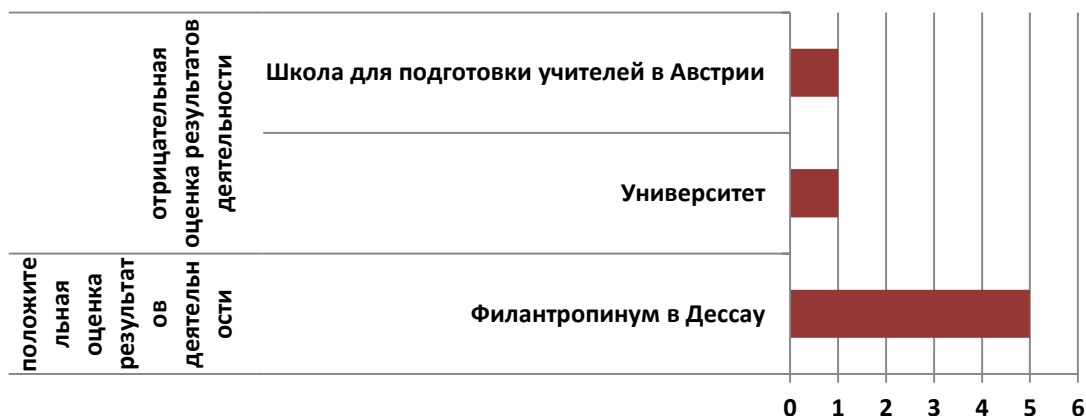 отрицательная
оценка результатов
деятельности
Школа для подготовки учителей в Австрии
Университет
положите
льная
оценка
результат
ов
деятельн
ости
Филантропинум в Дессау
0 1 2 3 4 5 6